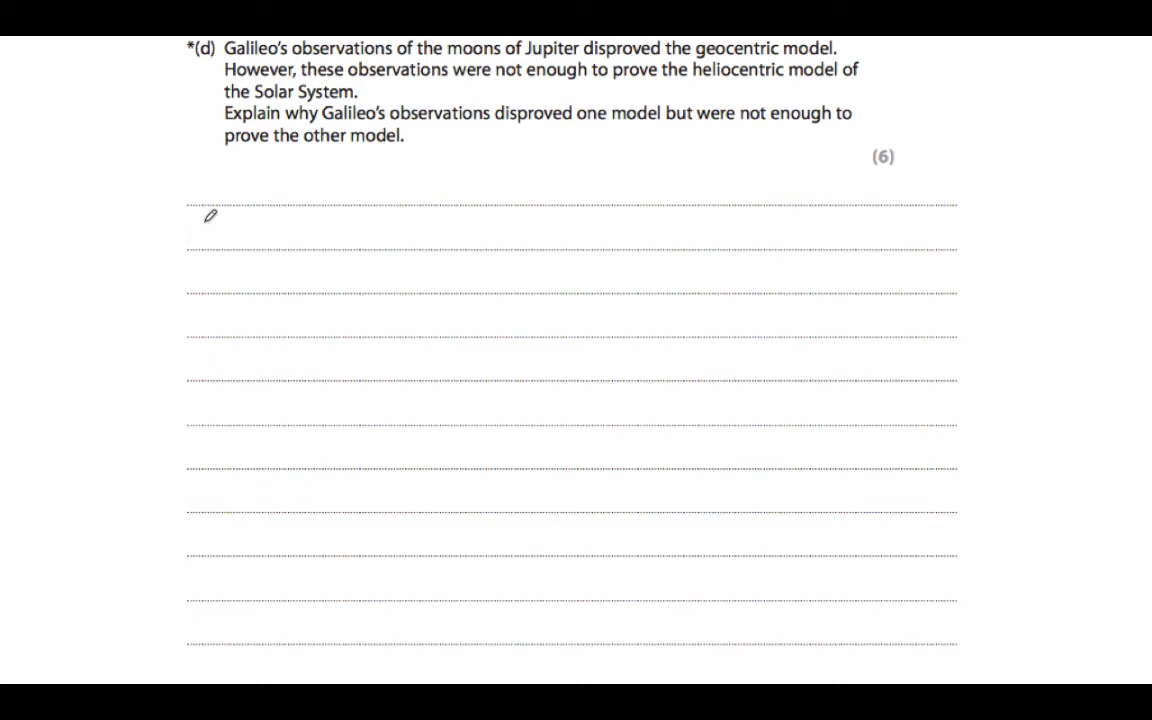 *(d) Galileo's observations of the moons of Jupiter disproved the geocentric model.
However, these observations were not enough to prove the heliocentric model of
the Solar System.
Explain why Galileo's observations disproved one model but were not enough to
prove the other model.
(6)